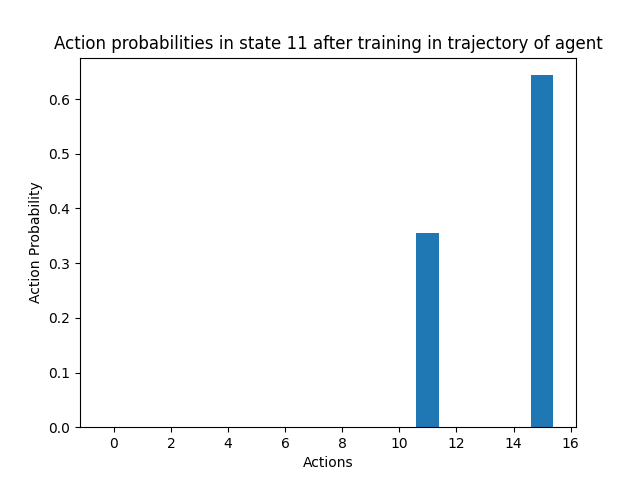 Action probabilities in state 11 after training in trajectory of agent
0.6
0.5
0.4
0.3
0.2
0.1
0.0
Action Probability
0 2 4 6 8 10 12 14 16
Actions